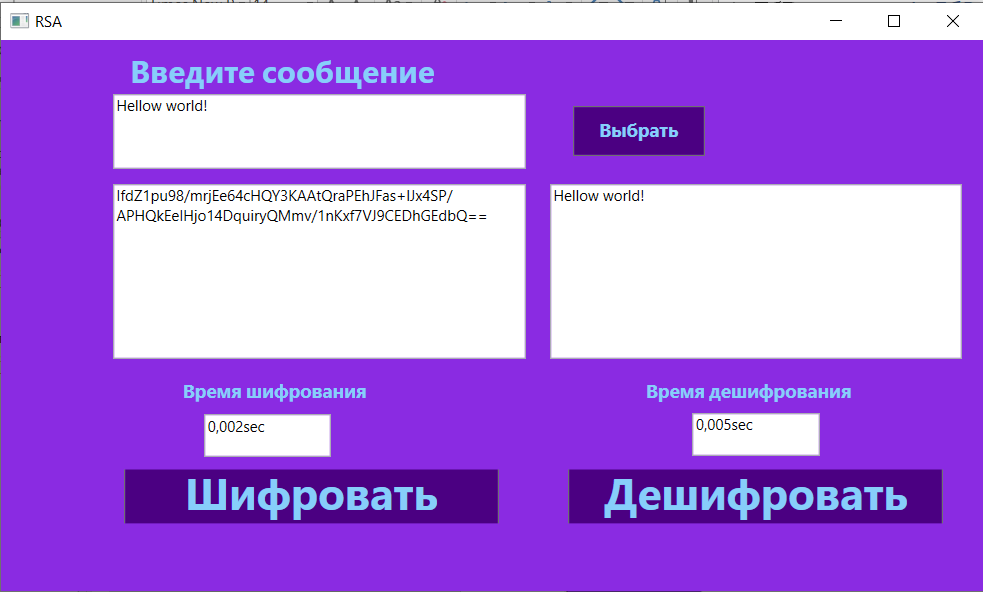 RSA
Введите сообщение
Hellow world!
Выбрать
IfdZ1pu98/mrjEe64cHQY3KAAtQraPEhJFas+IJx4SP/
APHQkEeIHjo14DquiryQMmv/1nKxf7VJ9CEDhGEdbQ==
Hellow world!
Время шифрования
Время дешифрования
0,002sec
0,005sec
Шифровать
Дешифровать